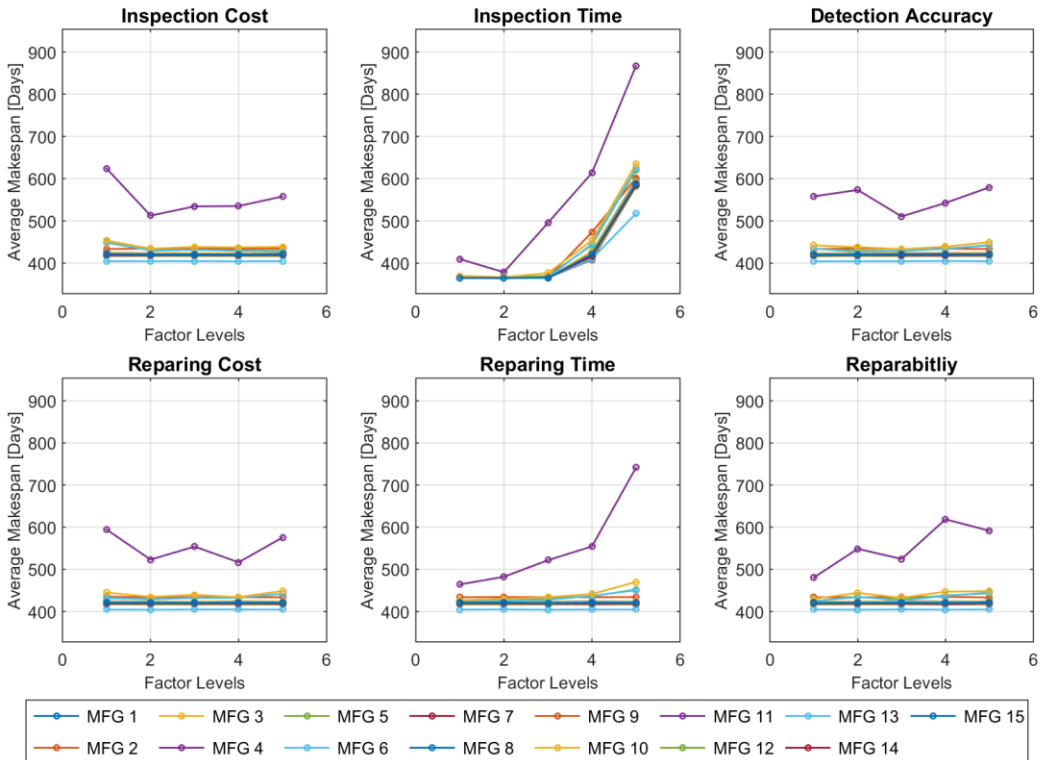 Inspection Cost
Average Makespan [Days]
900
800
700
600
500
400
0 2 4 6
Factor Levels
Inspection Time
Average Makespan [Days]
900
800
700
600
500
400
0 2 4 6
Factor Levels
Detection Accuracy
Average Makespan [Days]
900
800
700
600
500
400
0 2 4 6
Factor Levels
Reparing Cost
Average Makespan [Days]
900
800
700
600
500
400
0 2 4 6
Factor Levels
Reparing Time
Average Makespan [Days]
900
800
700
600
500
400
0 2 4 6
Factor Levels
Reparabitliy
Average Makespan [Days]
900
800
700
600
500
400
0 2 4 6
Factor Levels
MFG 1 MFG 3 MFG 5 MFG 7 MFG 9 MFG 11 MFG 13 MFG 15
MFG 2 MFG 4 MFG 6 MFG 8 MFG 10 MFG 12 MFG 14